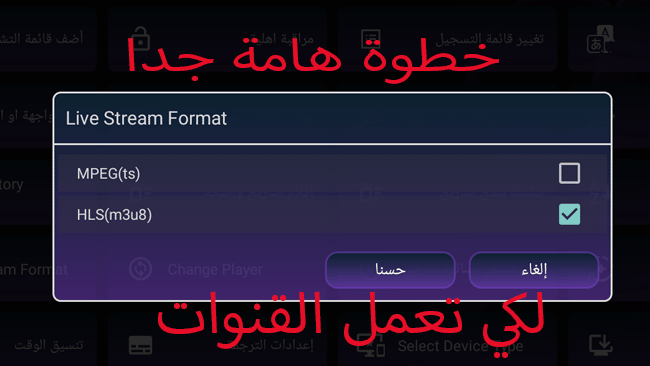 أضف قائمة التش
مراقبة اهلية
تغيير قائمة التسجيل
خطوة هامة جدا
Live Stream Format
واجهة او ا
MPEG(ts)
tory
HLS(m3u8)
am Format
Change Player
حسنا
إلغاء
لكي تعمل القنوات
تنسيق الوقت
إعدادات الترجمة
Select Device Type